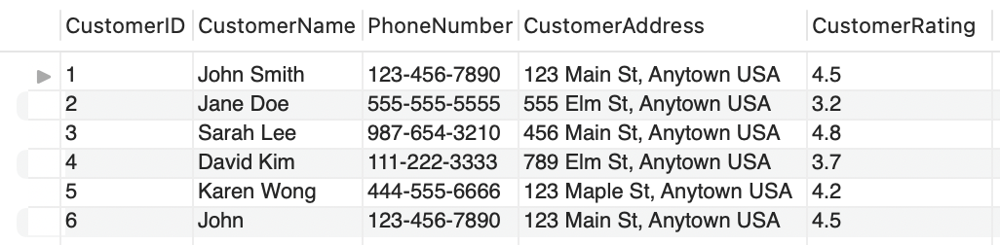 CustomerID CustomerName PhoneNumber CustomerAddress CustomerRating
1 John Smith 123-456-7890 123 Main St, Anytown USA 4.5
2 Jane Doe 555-555-5555 555 Elm St, Anytown USA 3.2
3 Sarah Lee 987-654-3210 456 Main St, Anytown USA 4.8
4 David Kim 111-222-3333 789 Elm St, Anytown USA 3.7
5 Karen Wong 444-555-6666 123 Maple St, Anytown USA 4.2
6 John 123-456-7890 123 Main St, Anytown USA 4.5